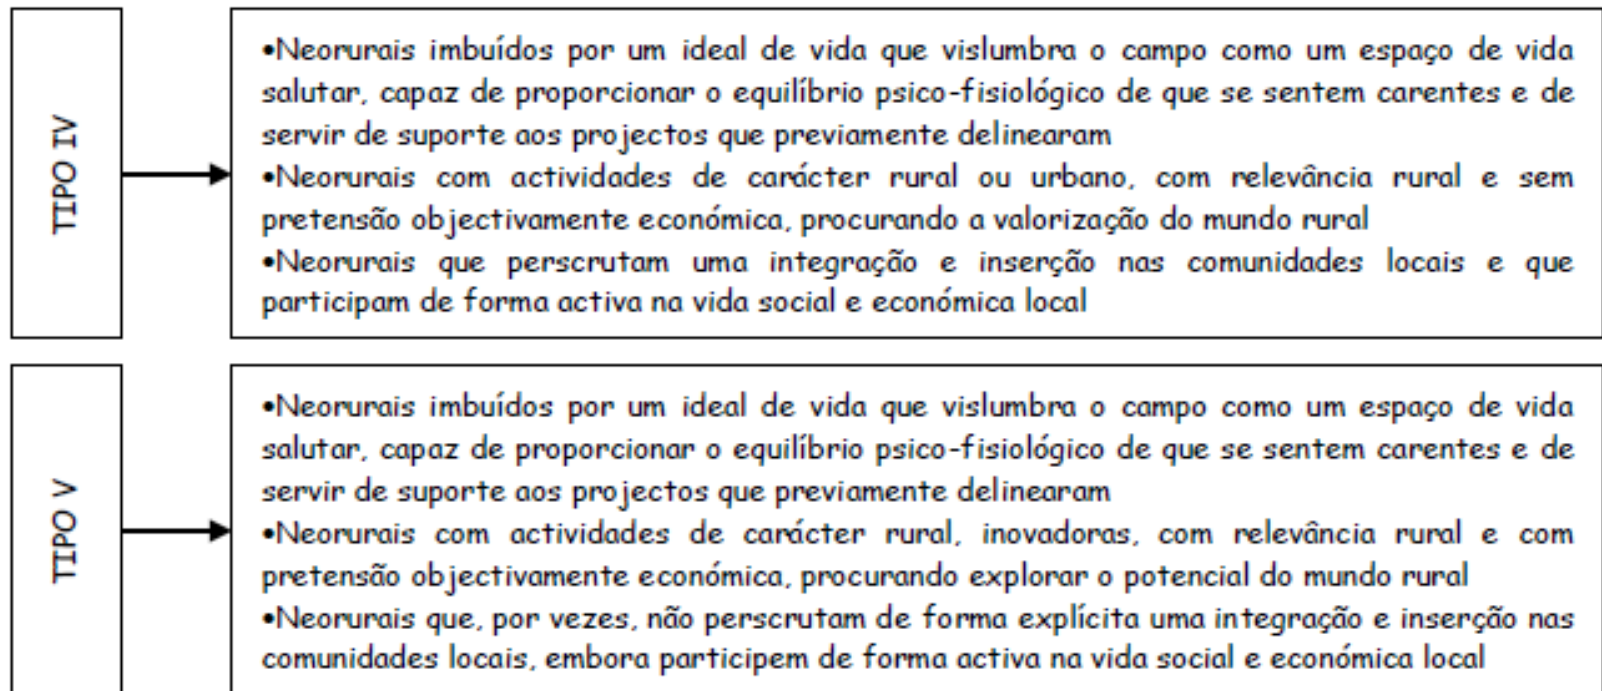 TIPO IV
•Neorurais imbuídos por um ideal de vida que vislumbra o campo como um espaço de vida
salutar, capaz de proporcionar o equilíbrio psico-fisiológico de que se sentem carentes e de
servir de suporte aos projectos que previamente delinearam
•Neorurais com actividades de carácter rural ou urbano, com relevância rural e sem
pretensão objectivamente económica, procurando a valorização do mundo rural
•Neorurais que perscrutam uma integração e inserção nas comunidades locais e que
participam de forma activa na vida social e económica local
TIPO V
•Neorurais imbuídos por um ideal de vida que vislumbra o campo como um espaço de vida
salutar, capaz de proporcionar o equilíbrio psico-fisiológico de que se sentem carentes e de
servir de suporte aos projectos que previamente delinearam
•Neorurais com actividades de carácter rural, inovadoras, com relevância rural e com
pretensão objectivamente económica, procurando explorar o potencial do mundo rural
•Neorurais que, por vezes, não perscrutam de forma explícita uma integração e inserção nas
comunidades locais, embora participem de forma activa na vida social e económica local